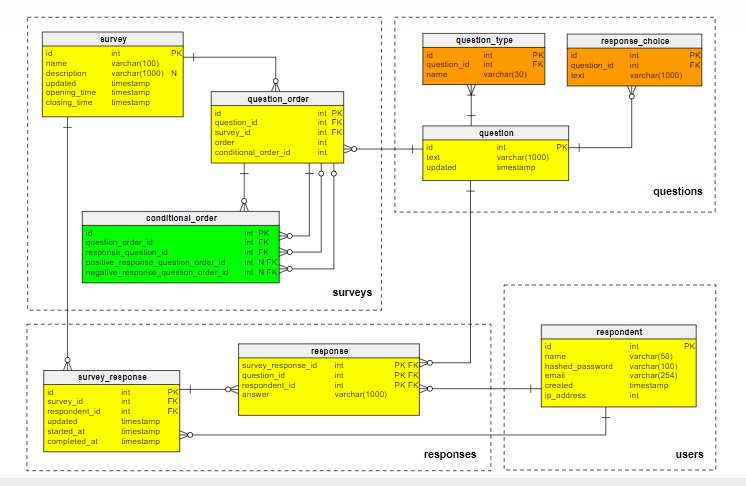 survey
id int PK
name varchar(100)
description varchar(1000) N
updated timestamp
opening_time timestamp
closing_time timestamp
question_order
id int PK
question_id int FK
survey_id int FK
order int
conditional_order_id int
conditional_order
id int PK
question_order_id int FK
response_question_id int FK
positive_response_question_order_id int N FK
negative_response_question_order_id int N FK
surveys
question_type
id int PK
question_id int FK
name varchar(30)
response_choice
id int PK
question_id int FK
text varchar(1000)
question
id int PK
text varchar(1000)
updated timestamp
questions
survey_response
id int PK
survey_id int FK
respondent_id int FK
updated timestamp
started_at timestamp
completed_at timestamp
response
survey_response_id int PK FK
question_id int PK FK
respondent_id int PK FK
answer varchar(1000)
responses
respondent
id int PK
name varchar(50)
hashed_password varchar(100)
email varchar(254)
created timestamp
ip_address int
users